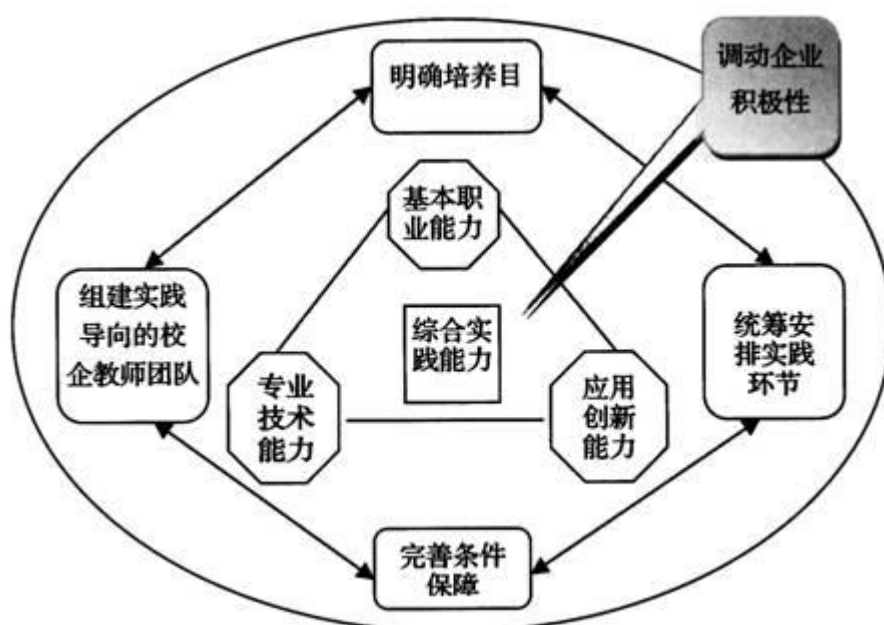 调动企业
积极性
明确培养目
基本职
业能力
组建实践
导向的校
企教师团队
综合实
践能力
统筹安
排实践
环节
专业
技术
能力
应用
创新
能力
完善条件
保障